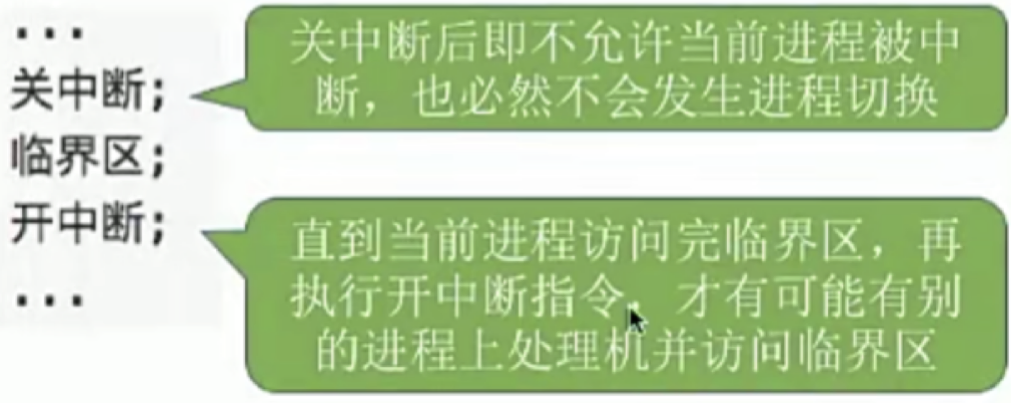 ...
关中断;
临界区;
开中断;
...
关中断后即不允许当前进程被中
断，也必然不会发生进程切换
直到当前进程访问完临界区，再
执行开中断指令，才有可能有别
的进程上处理机并访问临界区